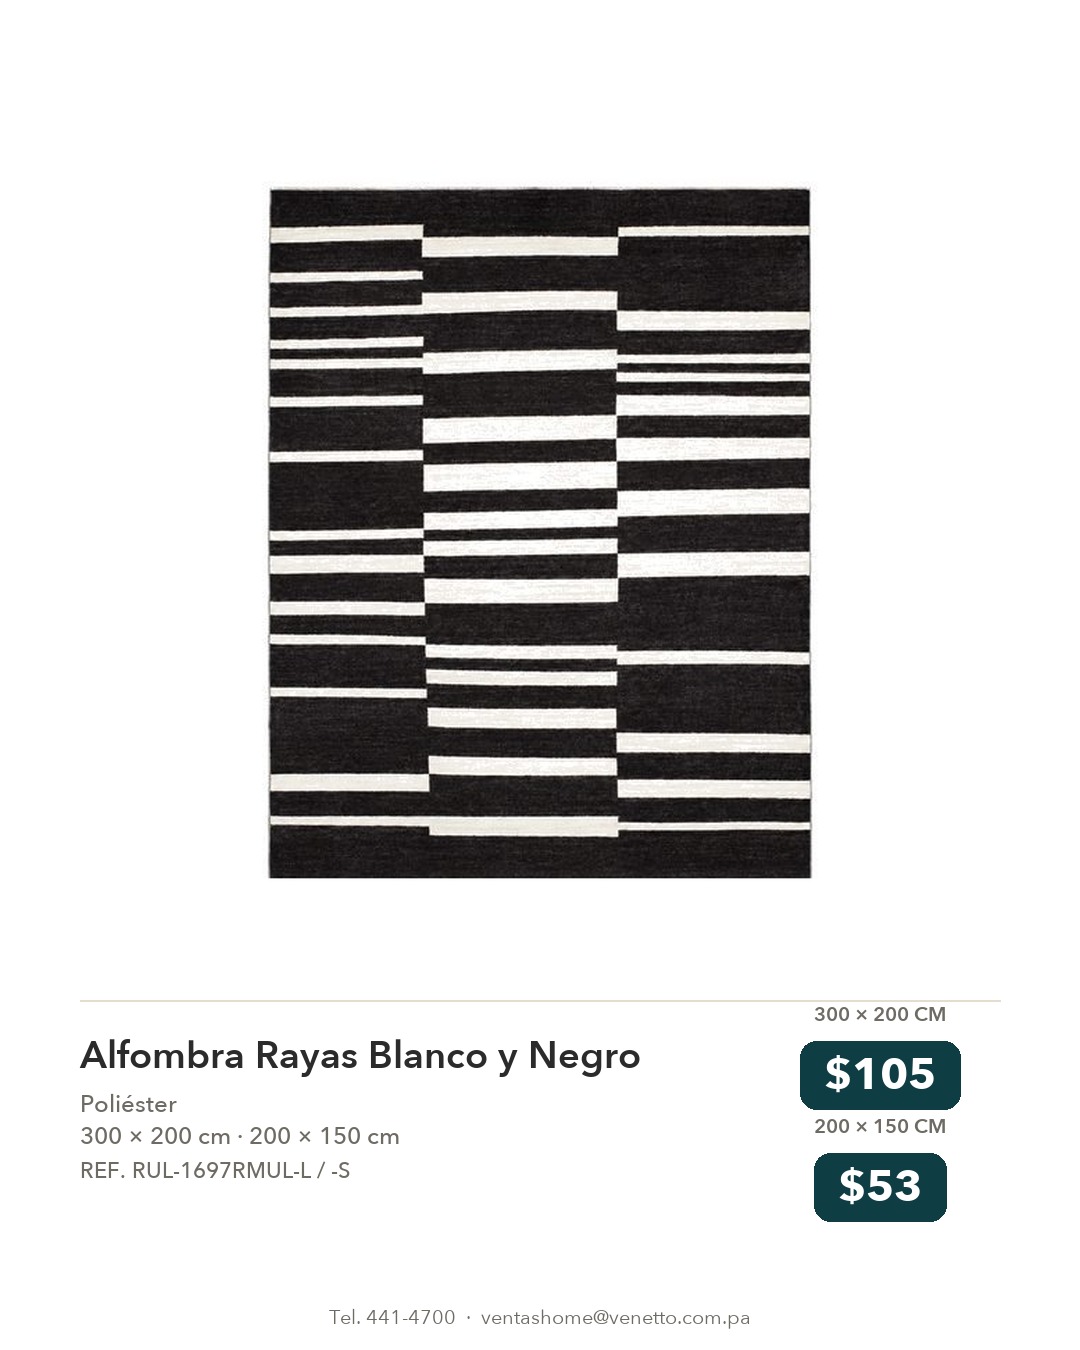 300 × 200 CM
Alfombra Rayas Blanco y Negro
$105
Poliéster
300 × 200 cm · 200 × 150 cm
200 × 150 CM
REF. RUL-1697RMUL-L / -S
$53
Tel. 441-4700 · ventashome@venetto.com.pa